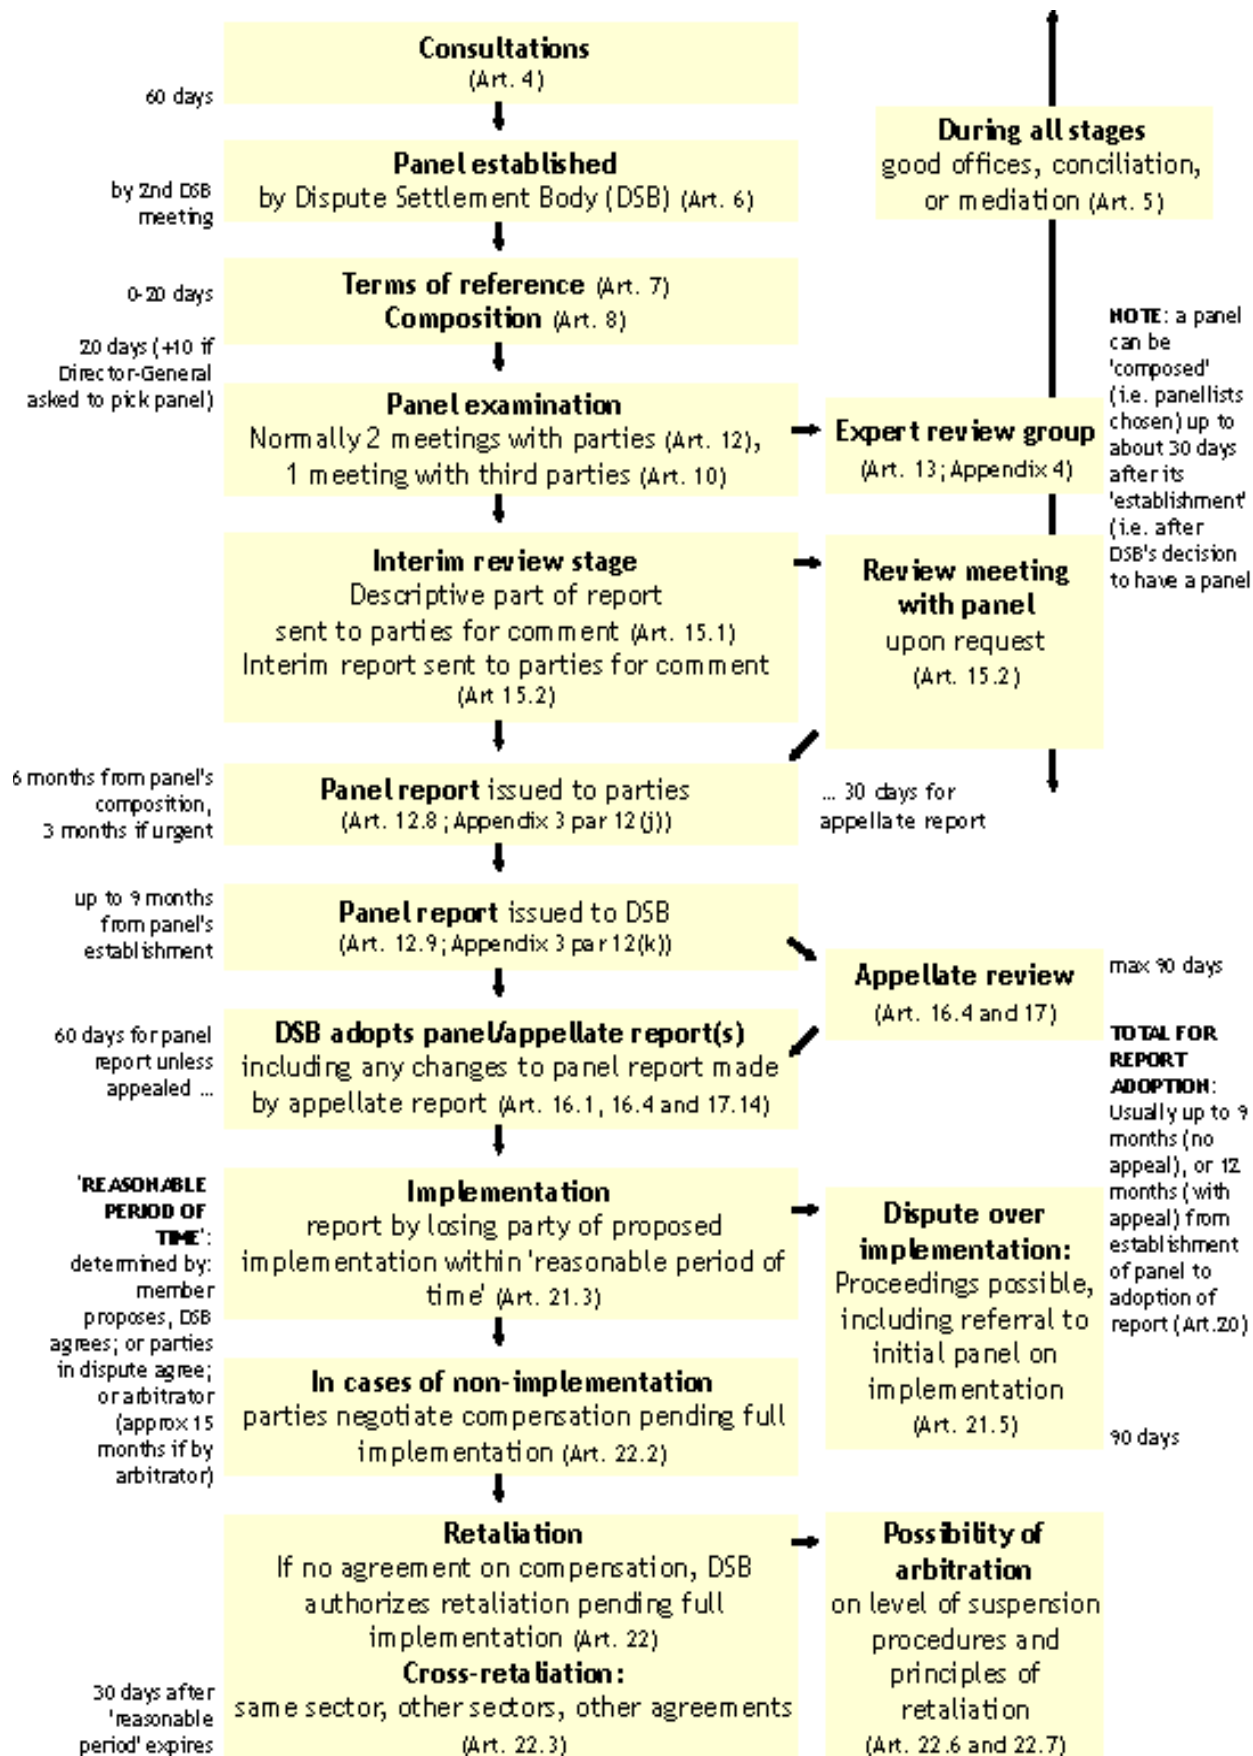 Consultations
(Art. 4)
60 days
During all stages
good offices, conciliation,
or mediation (Art. 5)
Panel established
by Dispute Settlement Body (DSB) (Art. 6)
by 2nd DSB
meeting
Terms of reference (Art. 7)
Composition (Art. 8)
0-20 days
20 days (+10 if
Director-General
asked to pick panel)
NOTE: a panel
can be
'composed'
(i.e. panellists
chosen) up to
about 30 days
after its
'establishment'
(i.e. after
DSB's decision
to have a panel
Panel examination
Normally 2 meetings with parties (Art. 12),
1 meeting with third parties (Art. 10)
Expert review group
(Art. 13; Appendix 4)
Interim review stage
Descriptive part of report
sent to parties for comment (Art. 15.1)
Interim report sent to parties for comment
(Art 15.2)
Review meeting
with panel
upon request
(Art. 15.2)
6 months from panel's
composition,
3 months if urgent
Panel report issued to parties
(Art. 12.8; Appendix 3 par 12(j))
... 30 days for
appellate report
up to 9 months
from panel's
establishment
Panel report issued to DSB
(Art. 12.9; Appendix 3 par 12(k))
Appellate review
(Art. 16.4 and 17)
max 90 days
60 days for panel
report unless
appealed ...
DSB adopts panel/appellate report(s)
including any changes to panel report made
by appellate report (Art. 16.1, 16.4 and 17.14)
TOTAL FOR
REPORT
ADOPTION:
Usually up to 9
months (no
appeal), or 12
months (with
appeal) from
establishment
of panel to
adoption of
report (Art.20)
'REASONABLE
PERIOD OF
TIME':
determined by:
member
proposes, DSB
agrees; or parties
in dispute agree;
or arbitrator
(approx 15
months if by
arbitrator)
Implementation
report by losing party of proposed
implementation within 'reasonable period of
time' (Art. 21.3)
Dispute over
implementation:
Proceedings possible,
including referral to
initial panel on
implementation
(Art. 21.5)
90 days
In cases of non-implementation
parties negotiate compensation pending full
implementation (Art. 22.2)
Retaliation
If no agreement on compensation, DSB
authorizes retaliation pending full
implementation (Art. 22)
Cross-retaliation:
same sector, other sectors, other agreements
(Art. 22.3)
30 days after
'reasonable
period' expires
Possibility of
arbitration
on level of suspension
procedures and
principles of
retaliation
(Art. 22.6 and 22.7)